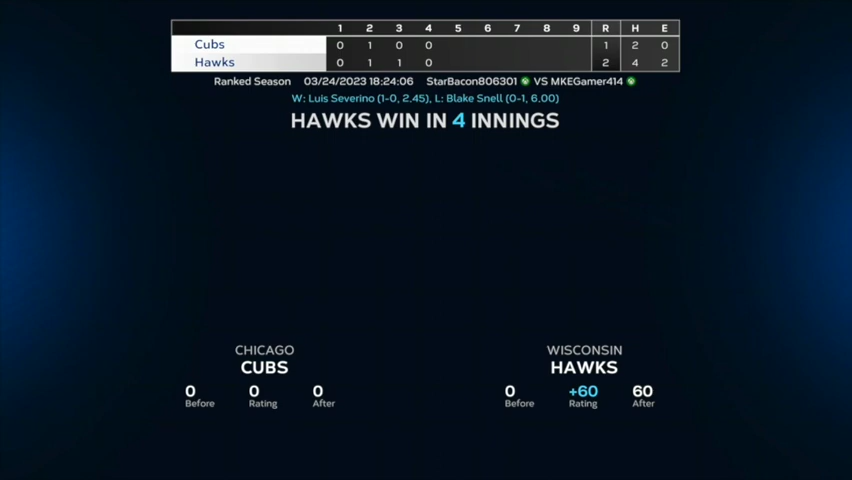 1 2 3 4 5 6 7 8 9 R H E
Cubs 0 1 0 0 1 2 0
Hawks 0 1 1 0 2 4 2
Ranked Season 03/24/2023 18:24:06 StarBacon806301 VS MKEGamer414
W: Luis Severino (1-0, 2.45), L: Blake Snell (0-1, 6.00)
HAWKS WIN IN 4 INNINGS
CHICAGO WISCONSIN
CUBS HAWKS
0 0 0 0 +60 60
Before Rating After Before Rating After